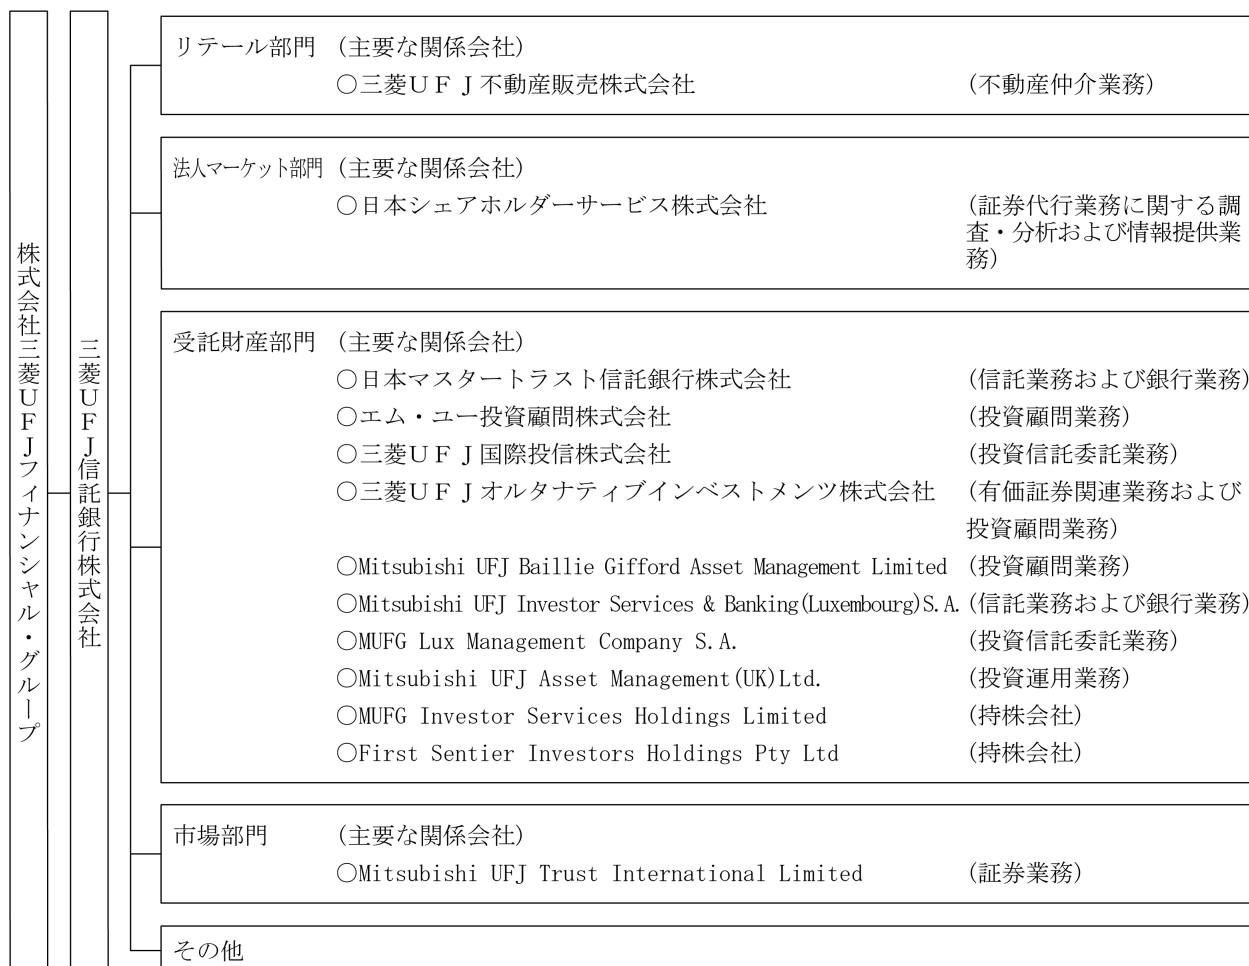 株式会社三菱UFJフィナンシャル・グループ
三菱UFJ信託銀行株式会社
リテール部門 (主要な関係会社)
○三菱UFJ不動産販売株式会社 (不動産仲介業務)
法人マーケット部門 (主要な関係会社)
○日本シェアホルダーサービス株式会社 (証券代行業務に関する調
査・分析および情報提供業
務)
受託財産部門 (主要な関係会社)
○日本マスタートラスト信託銀行株式会社 (信託業務および銀行業務)
○エム・ユー投資顧問株式会社 (投資顧問業務)
○三菱UFJ国際投信株式会社 (投資信託委託業務)
○三菱UFJオルタナティブインベストメンツ株式会社 (有価証券関連業務および
投資顧問業務)
○Mitsubishi UFJ Baillie Gifford Asset Management Limited (投資顧問業務)
○Mitsubishi UFJ Investor Services & Banking(Luxembourg)S.A. (信託業務および銀行業務)
○MUFG Lux Management Company S.A. (投資信託委託業務)
○Mitsubishi UFJ Asset Management(UK)Ltd. (投資運用業務)
○MUFG Investor Services Holdings Limited (持株会社)
○First Sentier Investors Holdings Pty Ltd (持株会社)
市場部門 (主要な関係会社)
○Mitsubishi UFJ Trust International Limited (証券業務)
その他